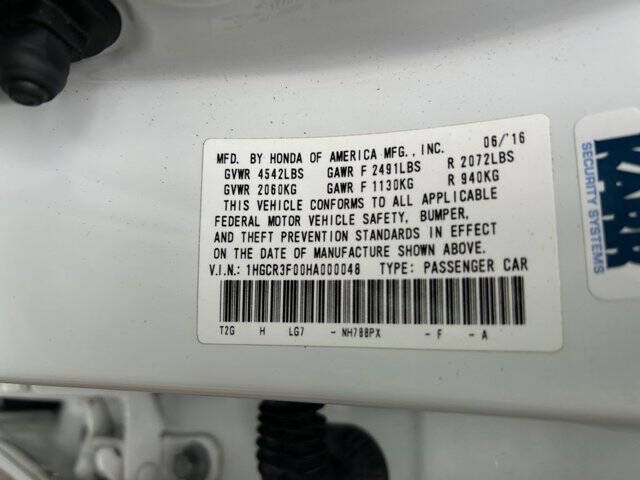 MFD. BY HONDA OF AMERICA MFG., INC. 06/'16
GVWR 4542LBS GAWR F 2491LBS R 2072LBS
GVWR 2060KG GAWR F 1130KG R 940KG
THIS VEHICLE CONFORMS TO ALL APPLICABLE
FEDERAL MOTOR VEHICLE SAFETY, BUMPER,
AND THEFT PREVENTION STANDARDS IN EFFECT
ON THE DATE OF MANUFACTURE SHOWN ABOVE.
V.I.N.: 1HGCR3F00HA000048 TYPE: PASSENGER CAR
T2G H LG7 - NH788PX - F - A
SECURITY SYSTEMS